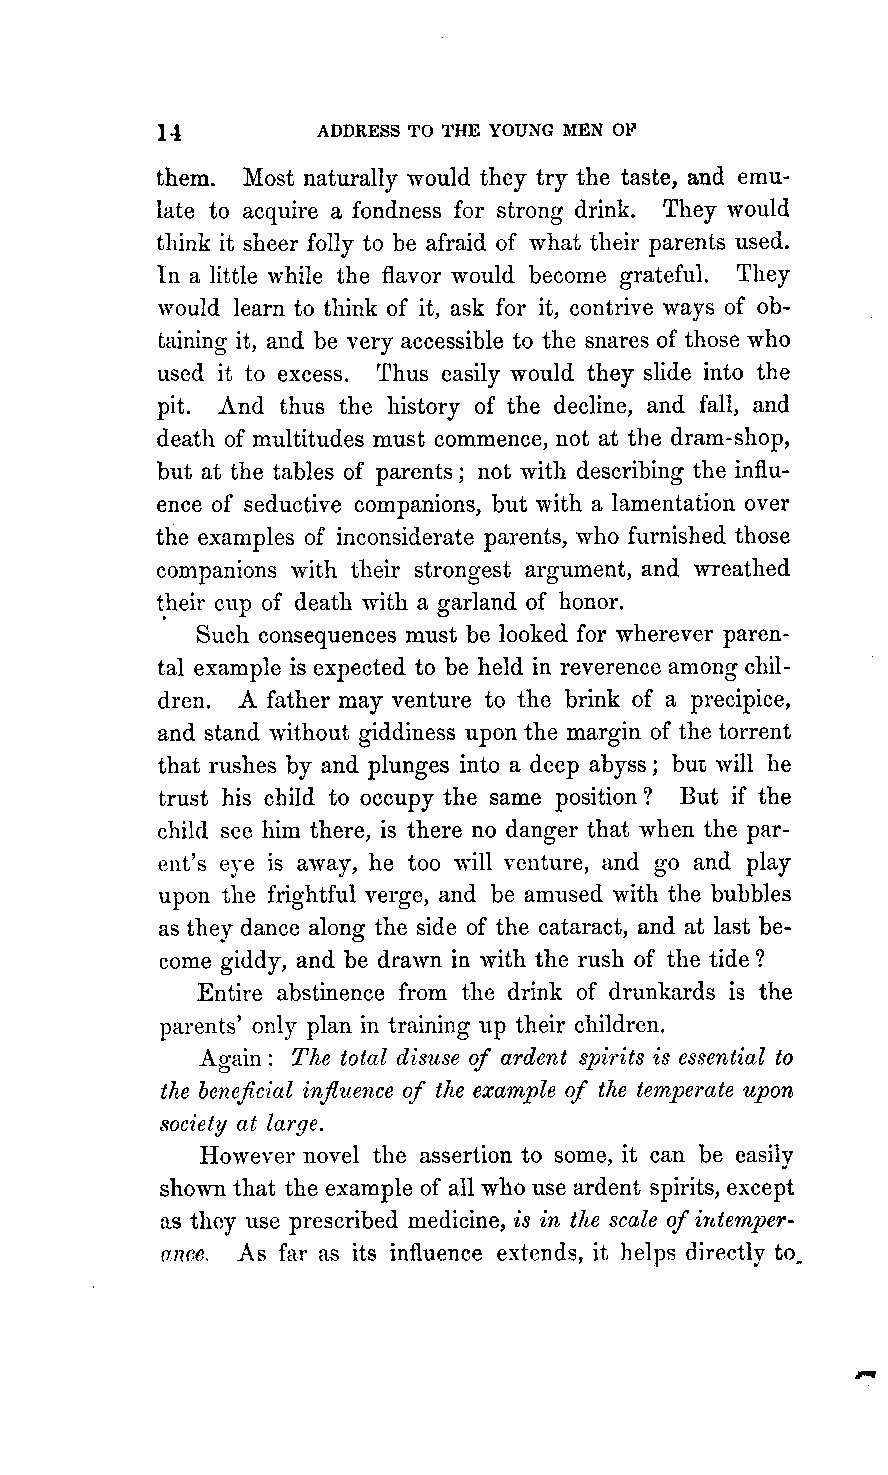 14 ADDRESS TO THE YOUNG MEN OF
them. Most naturally would they try the taste, and emu-
late to acquire a fondness for strong drink. They would
think it sheer folly to be afraid of what their parents used.
In a little while the flavor would become grateful. They
would learn to think of it, ask for it, contrive ways of ob-
taining it, and be very accessible to the snares of those who
used it to excess. Thus easily would they slide into the
pit. And thus the history of the decline, and fall, and
death of multitudes must commence, not at the dram-shop,
but at the tables of parents; not with describing the influ-
ence of seductive companions, but with a lamentation over
the examples of inconsiderate parents, who furnished those
companions with their strongest argument, and wreathed
their cup of death with a garland of honor.
Such consequences must be looked for wherever paren-
tal example is expected to be held in reverence among chil-
dren. A father may venture to the brink of a precipice,
and stand without giddiness upon the margin of the torrent
that rushes by and plunges into a deep abyss; but will he
trust his child to occupy the same position? But if the
child see him there, is there no danger that when the par-
ent's eye is away, he too will venture, and go and play
upon the frightful verge, and be amused with the bubbles
as they dance along the side of the cataract, and at last be-
come giddy, and be drawn in with the rush of the tide?
Entire abstinence from the drink of drunkards is the
parents' only plan in training up their children.
Again: The total disuse of ardent spirits is essential to
the beneficial influence of the example of the temperate upon
society at large.
However novel the assertion to some, it can be easily
shown that the example of all who use ardent spirits, except
as they use prescribed medicine, is in the scale of intemper-
ance. As far as its influence extends, it helps directly to